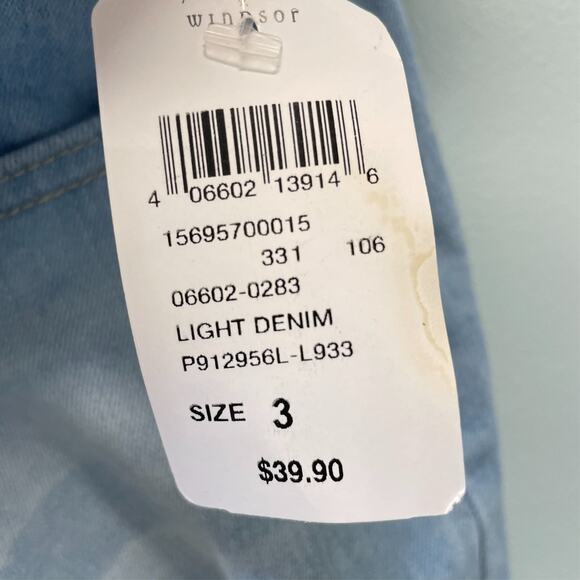 WINDSOR
4 06602 13914 6
15695700015
331 106
06602-0283
LIGHT DENIM
P912956L-L933
SIZE 3
$39.90